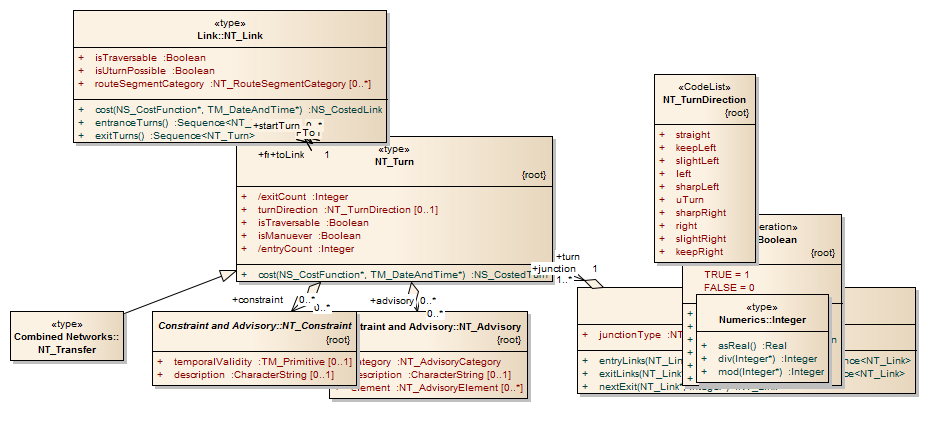 «type»
Link::NT_Link
+ isTraversable :Boolean
+ isUturnPossible :Boolean
+ routeSegmentCategory :NT_RouteSegmentCategory [0..*]
+ cost(NS_CostFunction*, TM_DateAndTime*) :NS_CostedLink
+ entranceTurns() :Sequence<NT_
+ exitTurns() :Sequence<NT_Turn>
+startTurn 0..*
To
+toLink 1
«type»
NT_Turn
{root}
+ /exitCount :Integer
+ turnDirection :NT_TurnDirection [0..1]
+ isTraversable :Boolean
+ isManuever :Boolean
+ /entryCount :Integer
+ cost(NS_CostFunction*, TM_DateAndTime*) :NS_CostedTurn
+turn
+junction 1
1..*
«CodeList»
NT_TurnDirection
{root}
+ straight
+ keepLeft
+ slightLeft
+ left
+ sharpLeft
+ uTurn
+ sharpRight
+ right
+ slightRight
+ keepRight
eration»
Boolean
{root}
TRUE = 1
FALSE = 0
+constraint 0..*
0..*
+advisory 0..*
0..*
«type»
Combined Networks::
NT_Transfer
Constraint and Advisory::NT_Constraint
{root}
+ temporalValidity :TM_Primitive [0..1]
+ description :CharacterString [0..1]
traint and Advisory::NT_Advisory
{root}
category :NT_AdvisoryCategory
description :CharacterString [0..1]
element :NT_AdvisoryElement [0..*]
+ junctionType :NT_
+ entryLinks(NT_Link
+ exitLinks(NT_Link
+ nextExit(NT_Link
nce<NT_Link>
ce<NT_Link>
«type»
Numerics::Integer
+ asReal() :Real
+ div(Integer*) :Integer
+ mod(Integer*) :Integer